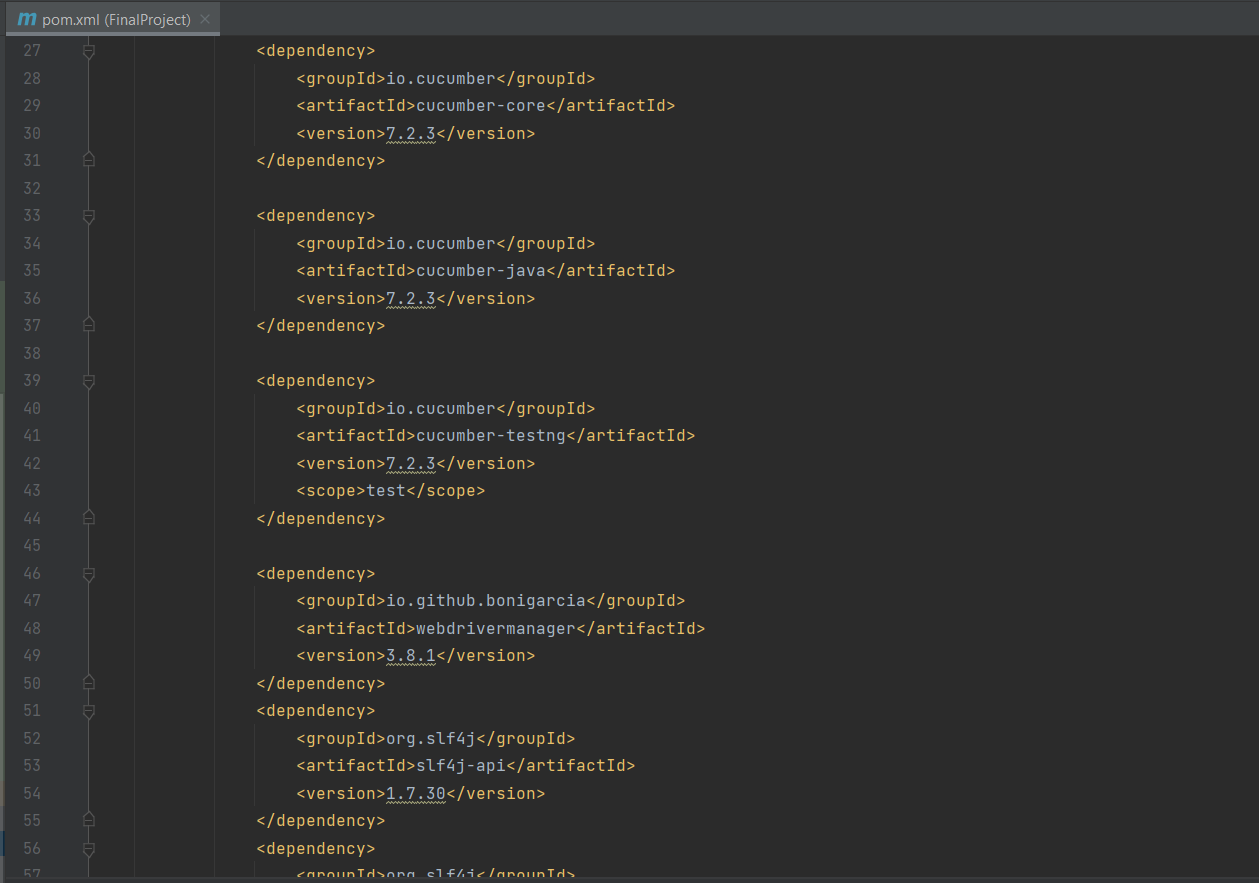 m pom.xml (FinalProject) ×
27 <dependency>
28 <groupId>io.cucumber</groupId>
29 <artifactId>cucumber-core</artifactId>
30 <version>7.2.3</version>
31 </dependency>
32
33 <dependency>
34 <groupId>io.cucumber</groupId>
35 <artifactId>cucumber-java</artifactId>
36 <version>7.2.3</version>
37 </dependency>
38
39 <dependency>
40 <groupId>io.cucumber</groupId>
41 <artifactId>cucumber-testng</artifactId>
42 <version>7.2.3</version>
43 <scope>test</scope>
44 </dependency>
45
46 <dependency>
47 <groupId>io.github.bonigarcia</groupId>
48 <artifactId>webdrivermanager</artifactId>
49 <version>3.8.1</version>
50 </dependency>
51 <dependency>
52 <groupId>org.slf4j</groupId>
53 <artifactId>slf4j-api</artifactId>
54 <version>1.7.30</version>
55 </dependency>
56 <dependency>
57 <groupId>org.slf4j</groupId>